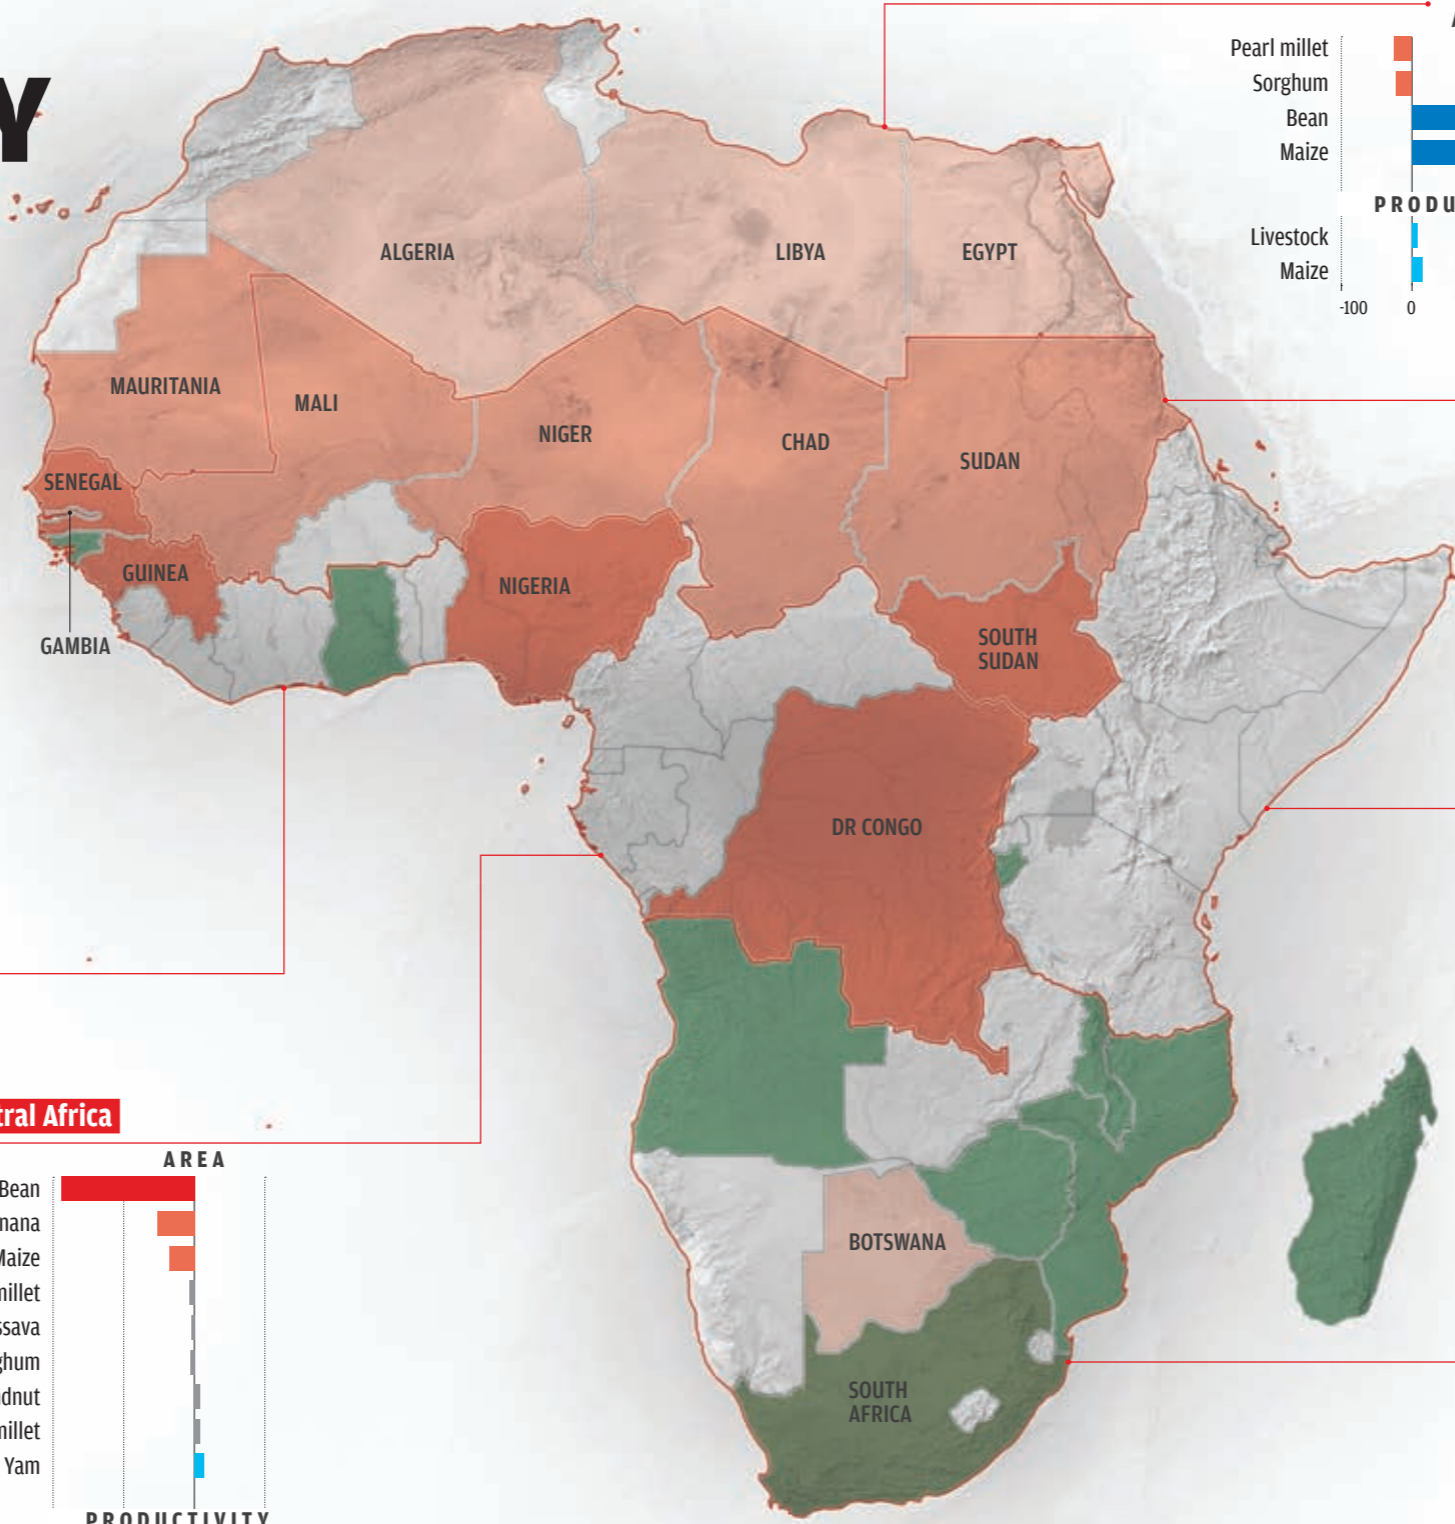 Y
Pearl millet
Sorghum
Bean
Maize
PRODU
Livestock
Maize
-100 0
ALGERIA
LIBYA
EGYPT
MAURITANIA
MALI
NIGER
CHAD
SUDAN
SENEGAL
GUINEA
NIGERIA
GAMBIA
SOUTH
SUDAN
DR CONGO
BOTSWANA
SOUTH
AFRICA
tral Africa
AREA
Bean
nana
Maize
millet
ssava
ghum
dnut
millet
Yam
PRODUCTIVITY